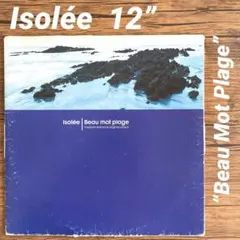 Isolée 12"
"Beau Mot Plage"
Isolée | Beau mot plage